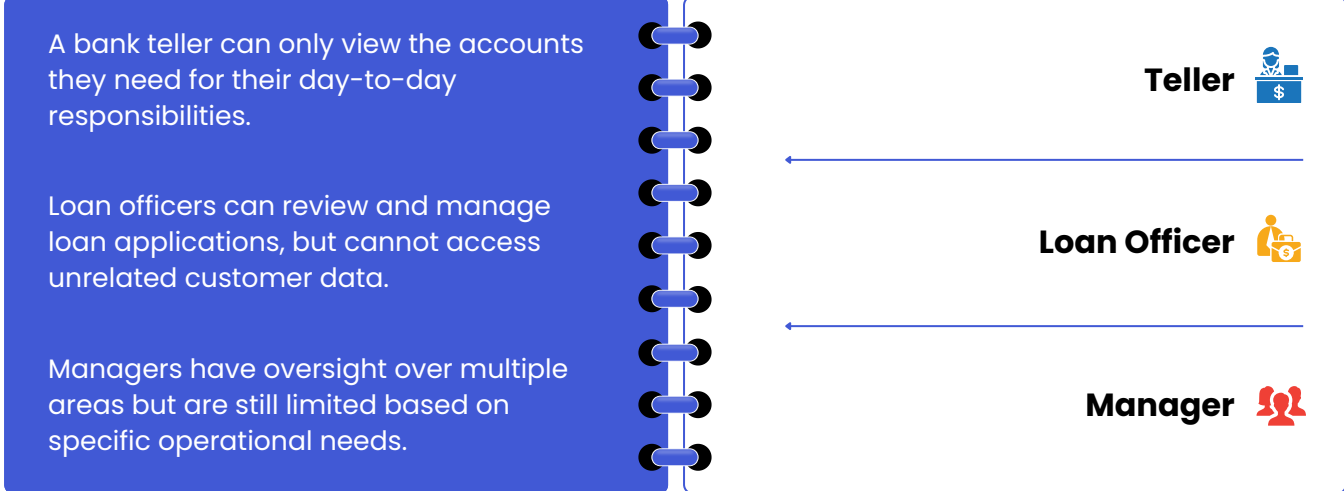 A bank teller can only view the accounts
they need for their day-to-day
responsibilities.
Teller
$
Loan officers can review and manage
loan applications, but cannot access
unrelated customer data.
Loan Officer
$
Managers have oversight over multiple
areas but are still limited based on
specific operational needs.
Manager